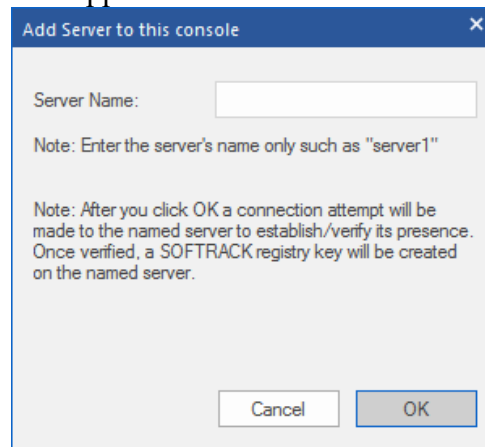 Add Server to this console
Server Name:
Note: Enter the server's name only such as "server1"
Note: After you click OK a connection attempt will be
made to the named server to establish/verify its presence.
Once verified, a SOFTRACK registry key will be created
on the named server.
Cancel OK